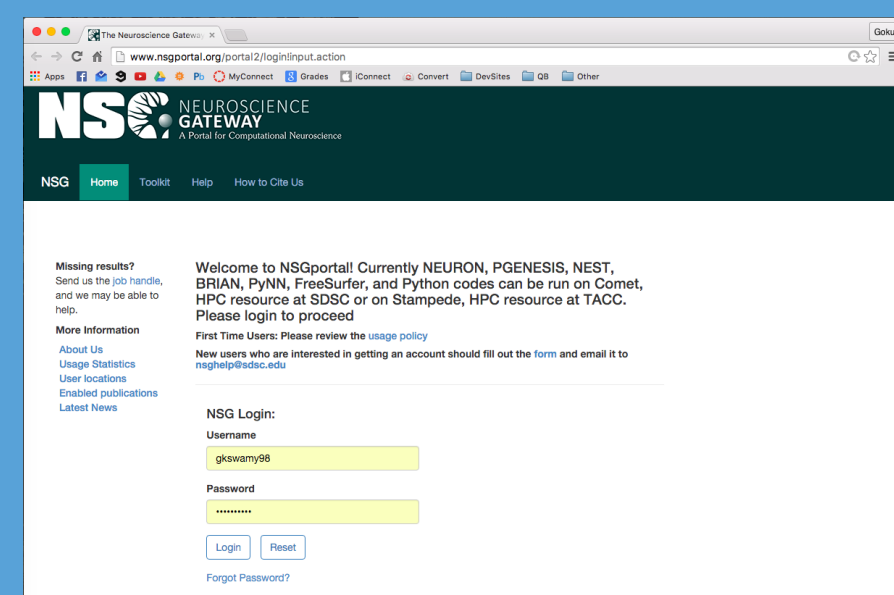 The Neuroscience Gateway
Goku
www.nsgportal.org/portal2/loginlinput.action
Apps
Pb MyConnect Grades iConnect Convert DevSites QB Other
NSG NEUROSCIENCE
GATEWAY
A Portal for Computational Neuroscience
NSG Home Toolkit Help How to Cite Us
Missing results?
Send us the job handle,
and we may be able to
help.
More Information
About Us
Usage Statistics
User locations
Enabled publications
Latest News
Welcome to NSGportal! Currently NEURON, PGENESIS, NEST,
BRIAN, PyNN, FreeSurfer, and Python codes can be run on Comet,
HPC resource at SDSC or on Stampede, HPC resource at TACC.
Please login to proceed
First Time Users: Please review the usage policy
New users who are interested in getting an account should fill out the form and email it to
nsghelp@sdsc.edu
NSG Login:
Username
gkswamy98
Password
••••••••••
Login Reset
Forgot Password?